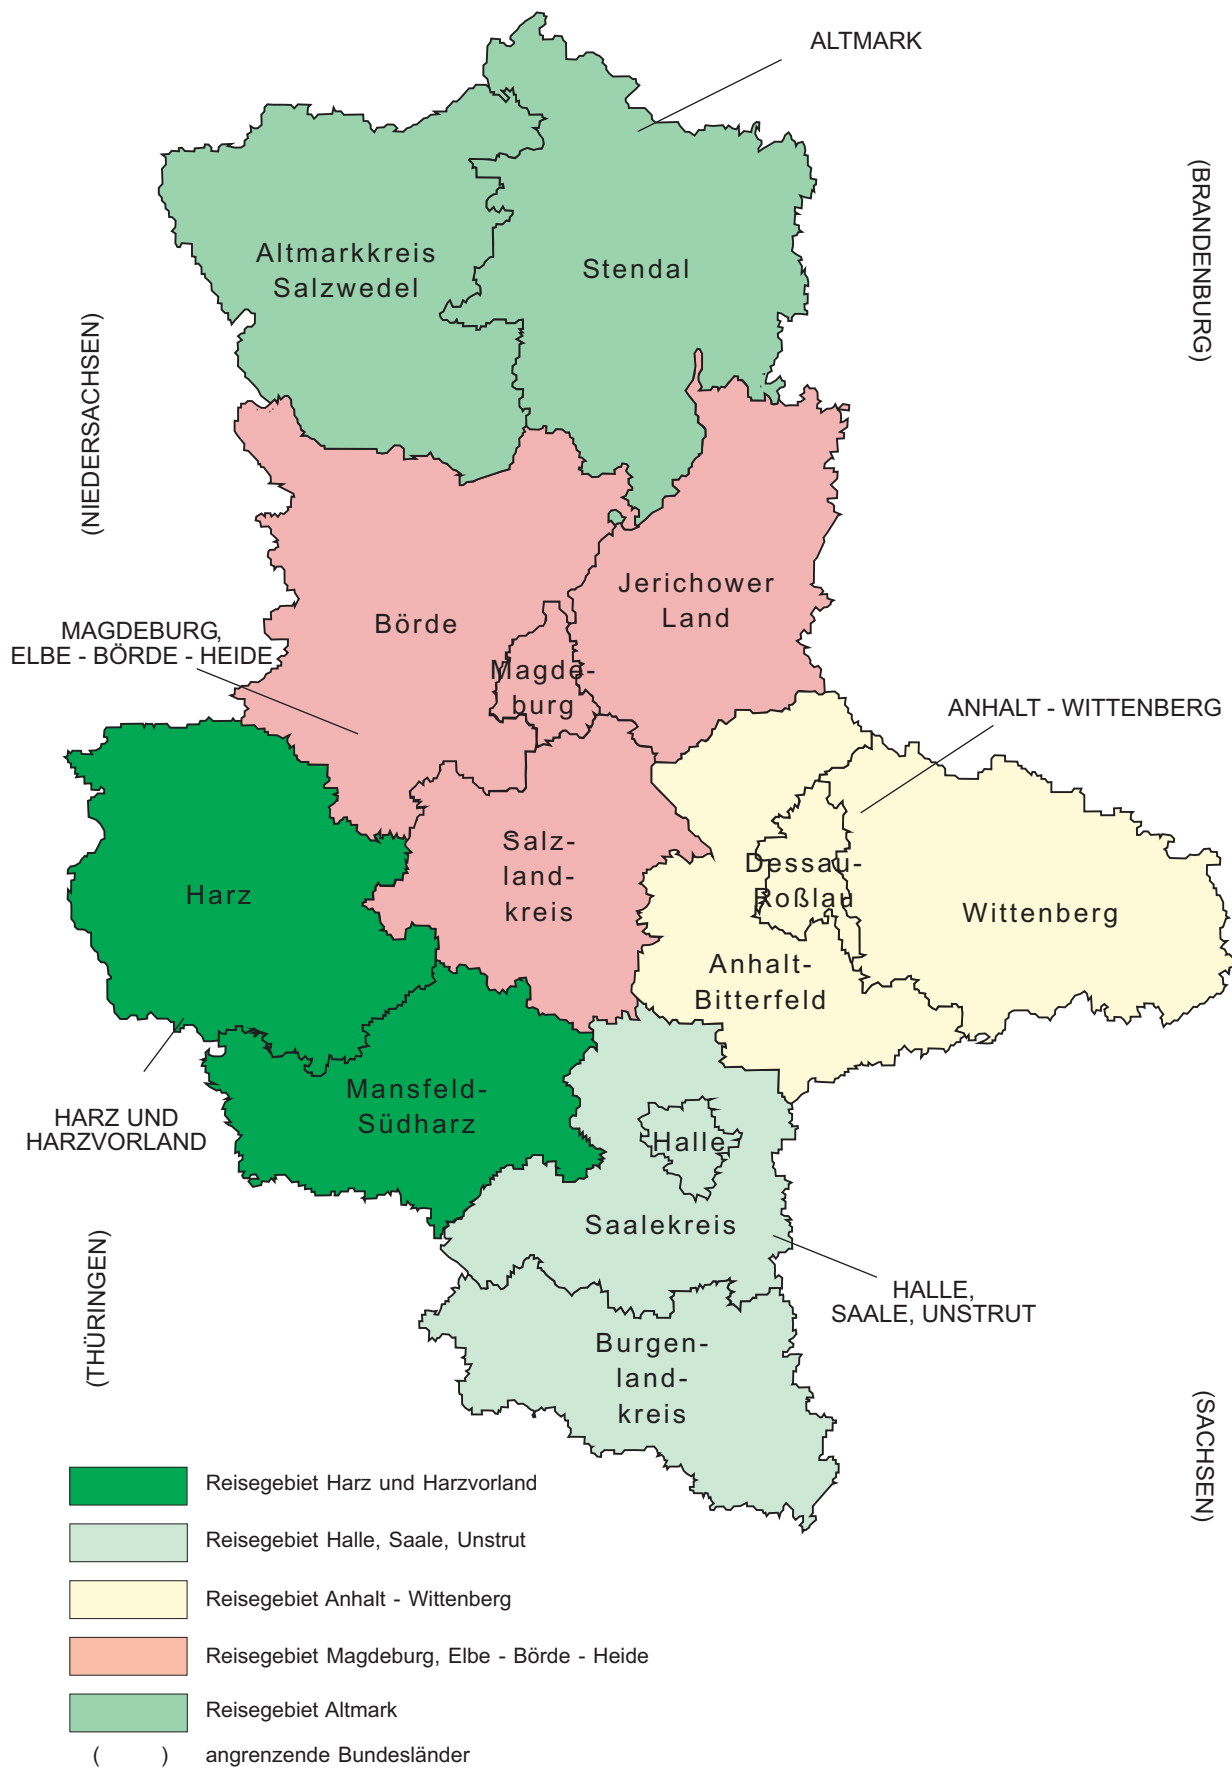 ALTMARK
(BRANDENBURG)
Altmarkkreis
Salzwedel
Stendal
(NIEDERSACHSEN)
Jerichower
Land
Börde
MAGDEBURG,
ELBE - BÖRDE - HEIDE
Magde-
burg
ANHALT - WITTENBERG
Salz-
land-
kreis
Dessau-
Roßlau
Harz
Wittenberg
Anhalt-
Bitterfeld
Mansfeld-
Südharz
HARZ UND
HARZVORLAND
Halle
Saalekreis
(THÜRINGEN)
HALLE,
SAALE, UNSTRUT
Burgen-
land-
kreis
(SACHSEN)
Reisegebiet Harz und Harzvorland
Reisegebiet Halle, Saale, Unstrut
Reisegebiet Anhalt - Wittenberg
Reisegebiet Magdeburg, Elbe - Börde - Heide
Reisegebiet Altmark
( ) angrenzende Bundesländer